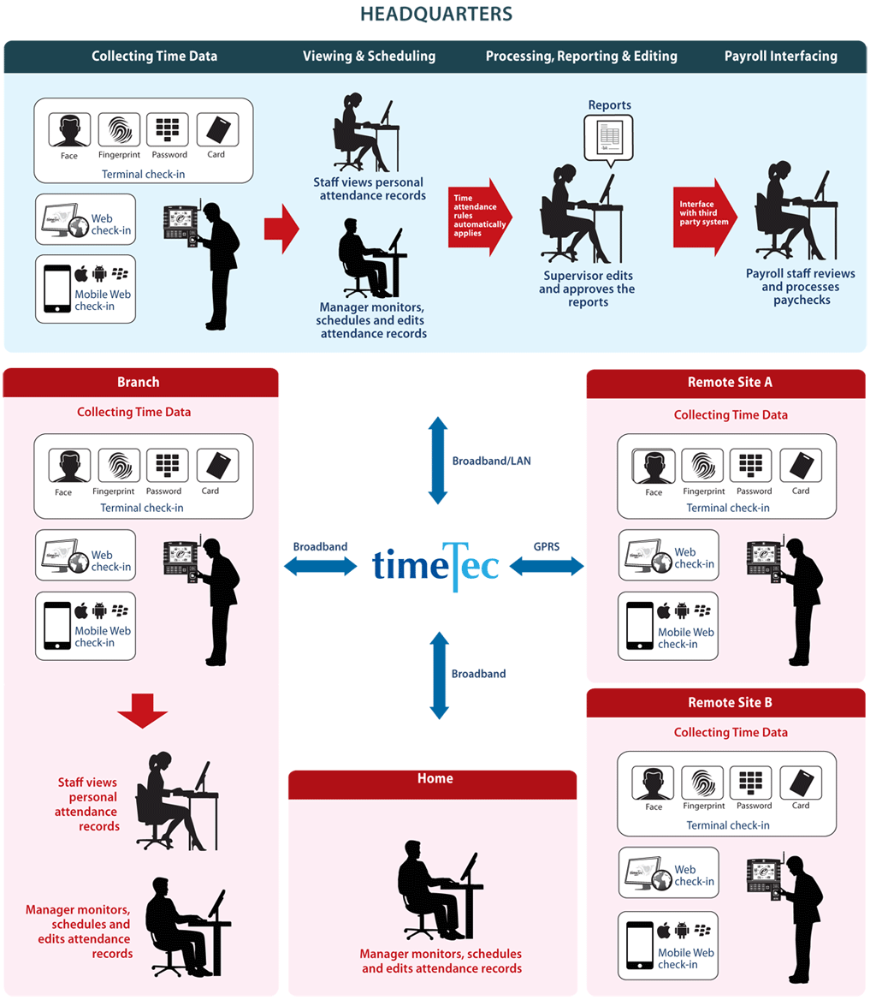 HEADQUARTERS
Collecting Time Data
Viewing & Scheduling
Processing, Reporting & Editing
Payroll Interfacing
Face
Fingerprint
Password
Card
Terminal check-in
Web
check-in
Mobile Web
check-in
Staff views personal
attendance records
Manager monitors,
schedules and edits
attendance records
Time
attendance
rules
automatically
applies
Reports
Supervisor edits
and approves the
reports
Interface
with third
party system
Payroll staff reviews
and processes
paychecks
Branch
Collecting Time Data
Face
Fingerprint
Password
Card
Terminal check-in
Web
check-in
Mobile Web
check-in
Staff views
personal
attendance
records
Manager monitors,
schedules and
edits attendance
records
Broadband/LAN
Broadband
timeTec
GPRS
Broadband
Home
Manager monitors, schedules
and edits attendance records
Remote Site A
Collecting Time Data
Face
Fingerprint
Password
Card
Terminal check-in
Web
check-in
Mobile Web
check-in
Remote Site B
Collecting Time Data
Face
Fingerprint
Password
Card
Terminal check-in
Web
check-in
Mobile Web
check-in